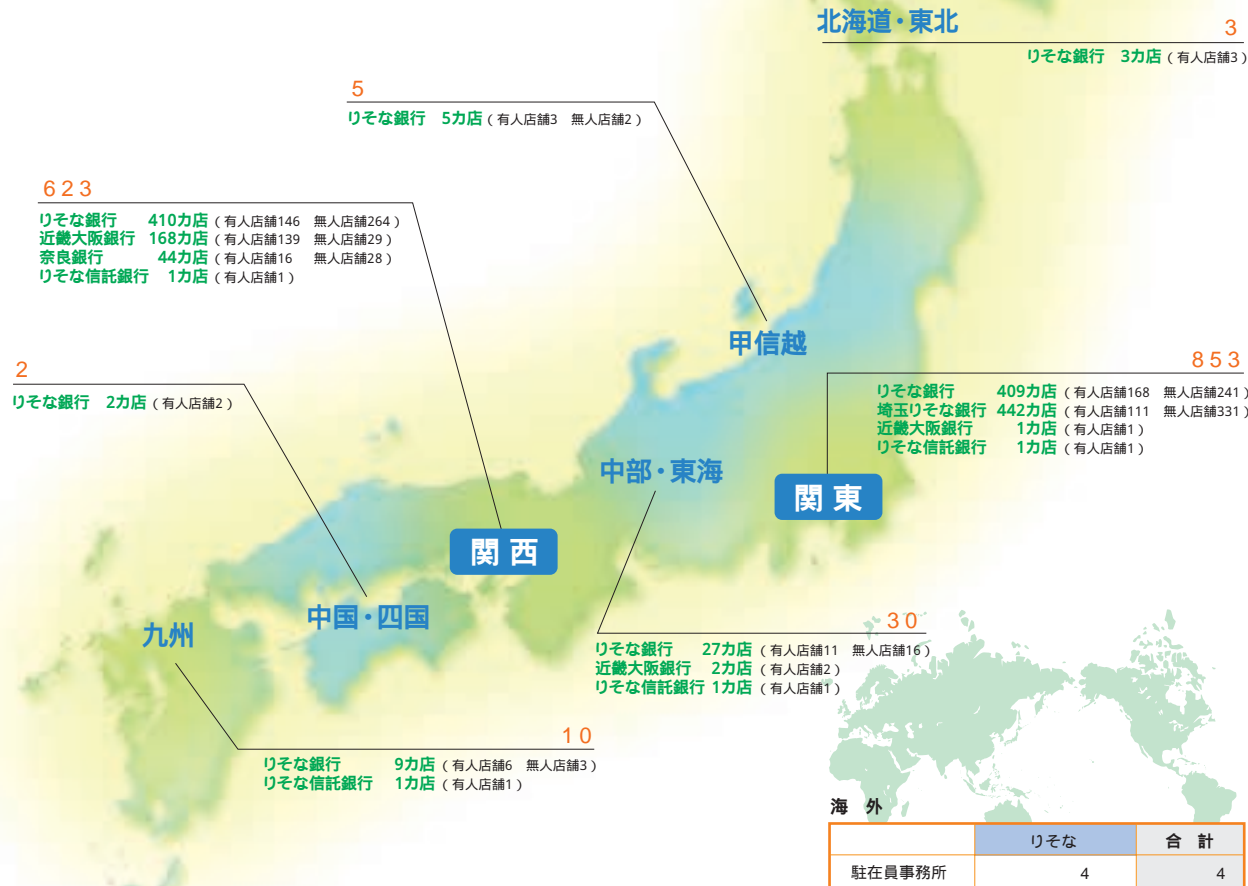 北海道・東北
3
りそな銀行 3カ店(有人店舗3)
5
りそな銀行 5カ店(有人店舗3 無人店舗2)
623
りそな銀行 410カ店(有人店舗146 無人店舗264)
近畿大阪銀行 168カ店(有人店舗139 無人店舗29)
奈良銀行 44カ店(有人店舗16 無人店舗28)
りそな信託銀行 1カ店(有人店舗1)
甲信越
2
りそな銀行 2カ店(有人店舗2)
853
りそな銀行 409カ店(有人店舗168 無人店舗241)
埼玉りそな銀行 442カ店(有人店舗111 無人店舗331)
近畿大阪銀行 1カ店(有人店舗1)
りそな信託銀行 1カ店(有人店舗1)
中部・東海
関東
関西
中国・四国
九州
30
りそな銀行 27カ店(有人店舗11 無人店舗16)
近畿大阪銀行 2カ店(有人店舗2)
りそな信託銀行 1カ店(有人店舗1)
10
りそな銀行 9カ店(有人店舗6 無人店舗3)
りそな信託銀行 1カ店(有人店舗1)
海外
りそな 合計
駐在員事務所 4 4